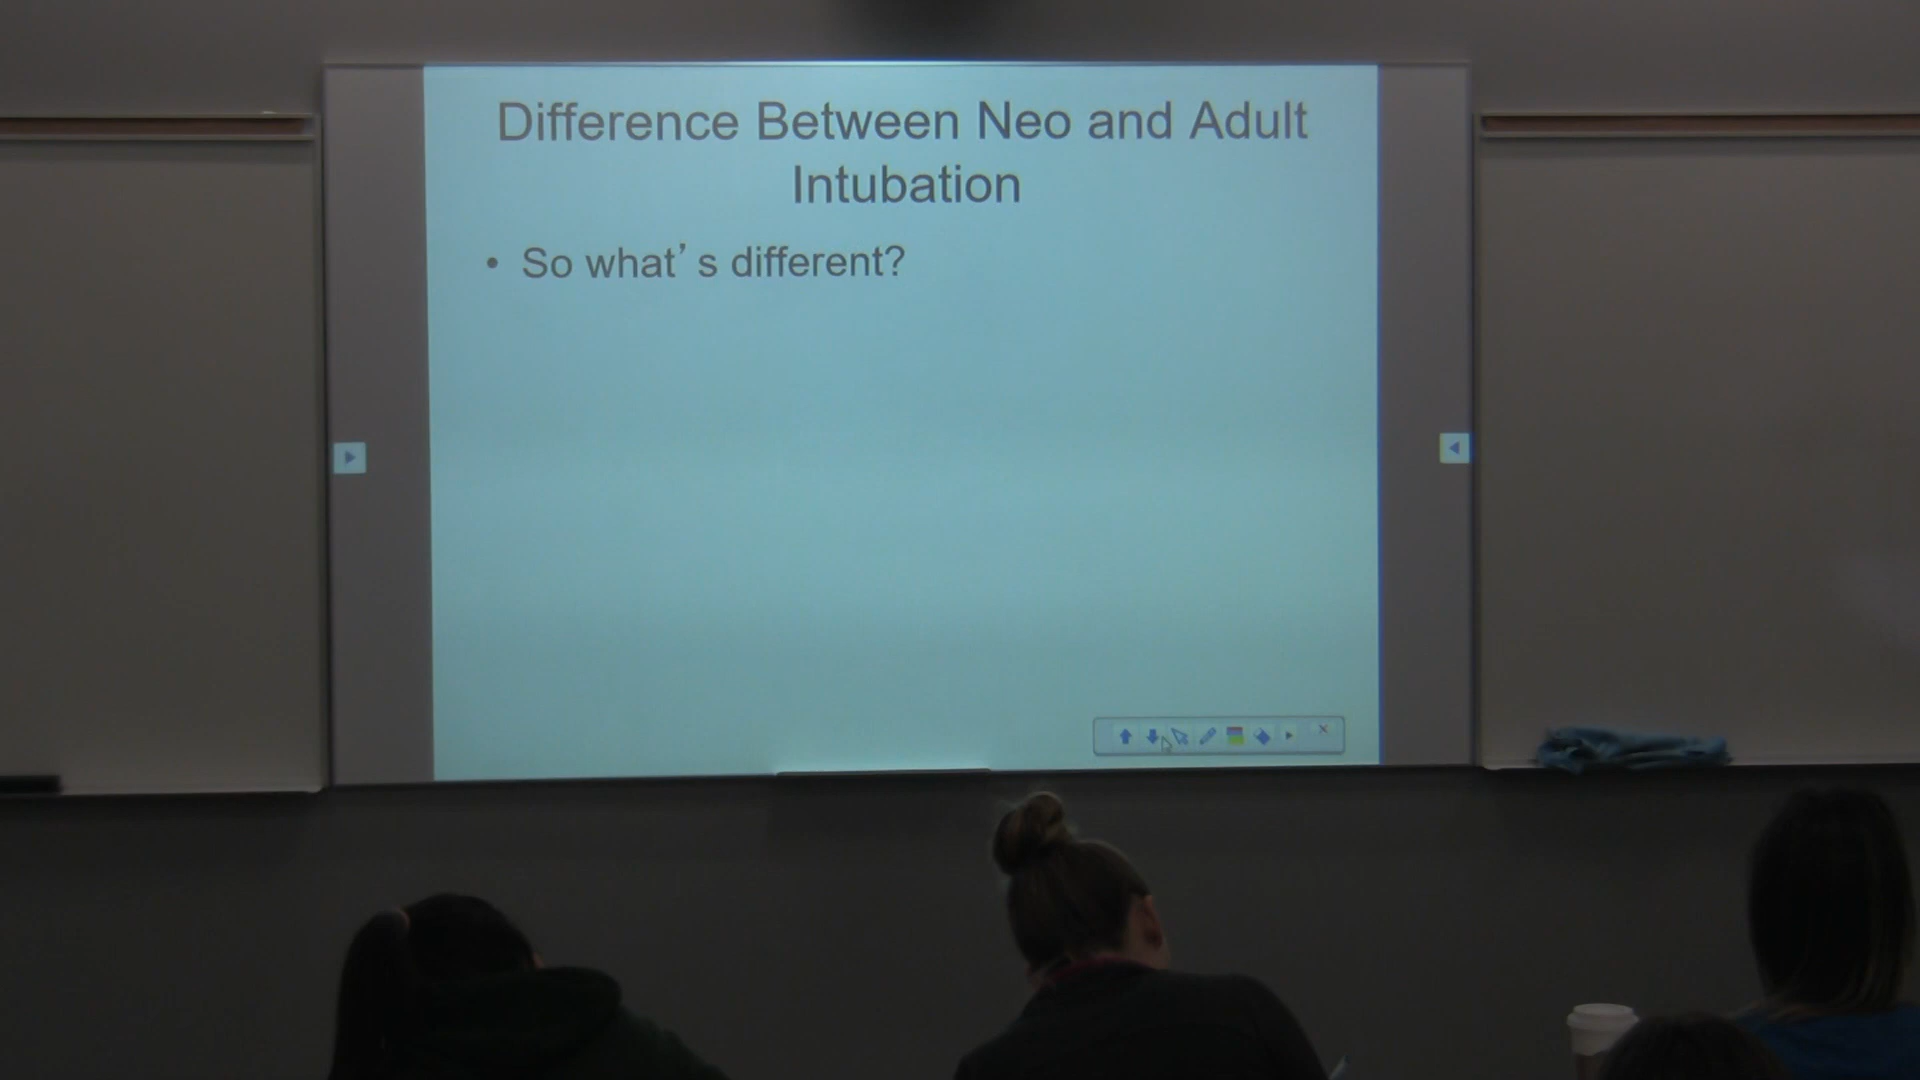 Difference Between Neo and Adult
Intubation
• So what’s different?